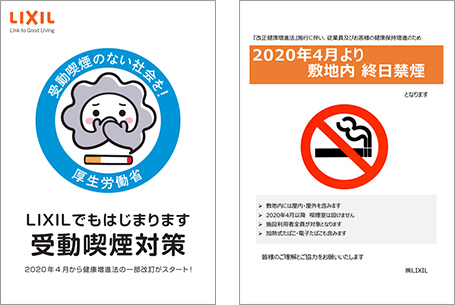 LIXIL
Link to Good Living
受動喫煙のない社会を!
厚生労働省
LIXILでもはじまります
受動喫煙対策
2020年4月から健康増進法の一部改訂がスタート!
『改正健康増進法』施行に伴い、従業員及びお客様の健康保持増進のため
2020年4月より
敷地内 終日禁煙
となります
敷地内には屋内・屋外を含みます
2020年4月以降 喫煙室は設けません
施設利用者全員が対象となります
加熱式たばこ・電子たばこも含みます
皆様のご理解とご協力をお願いいたします
㈱LIXIL